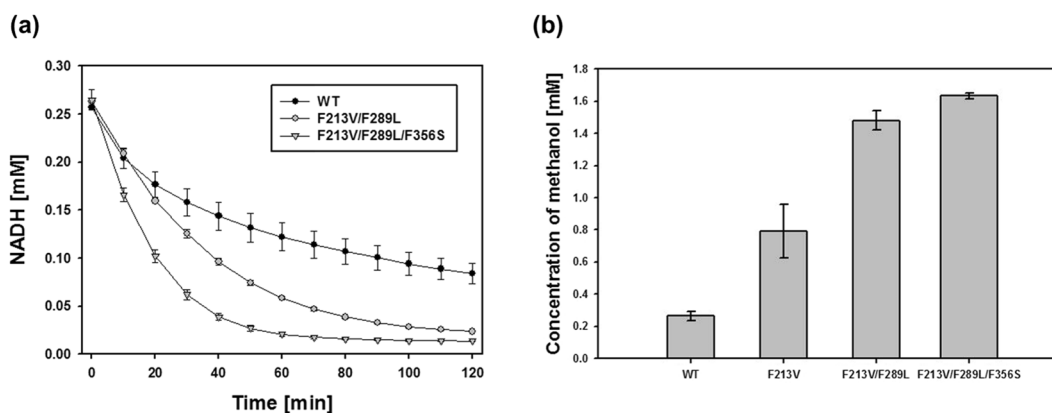 (a)
NADH [mM]
0.30
0.25
0.20
0.15
0.10
0.05
0.00
WT
F213V/F289L
F213V/F289L/F356S
0 20 40 60 80 100 120
Time [min]
(b)
Concentration of methanol [mM]
1.8
1.6
1.4
1.2
1.0
0.8
0.6
0.4
0.2
0.0
WT F213V F213V/F289L F213V/F289L/F356S